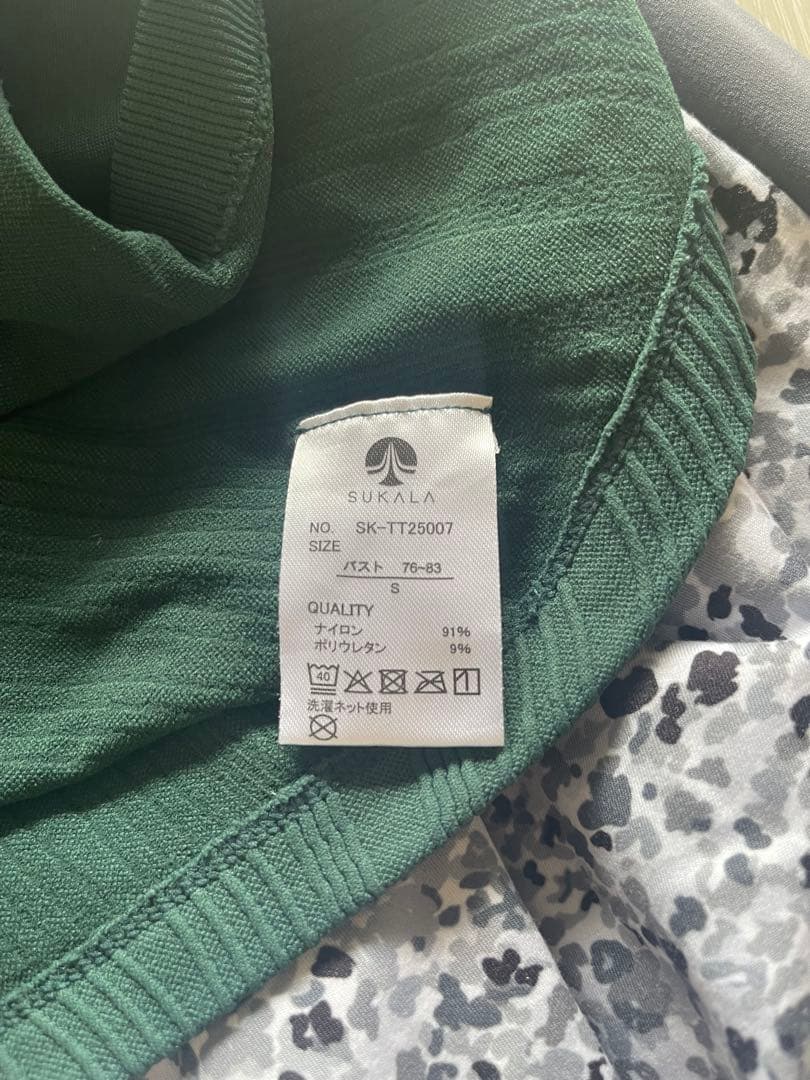 SUKALA
NO. SK-TT25007
SIZE
バスト 76~83
S
QUALITY
ナイロン 91%
ポリウレタン 9%
40
洗濯ネット使用